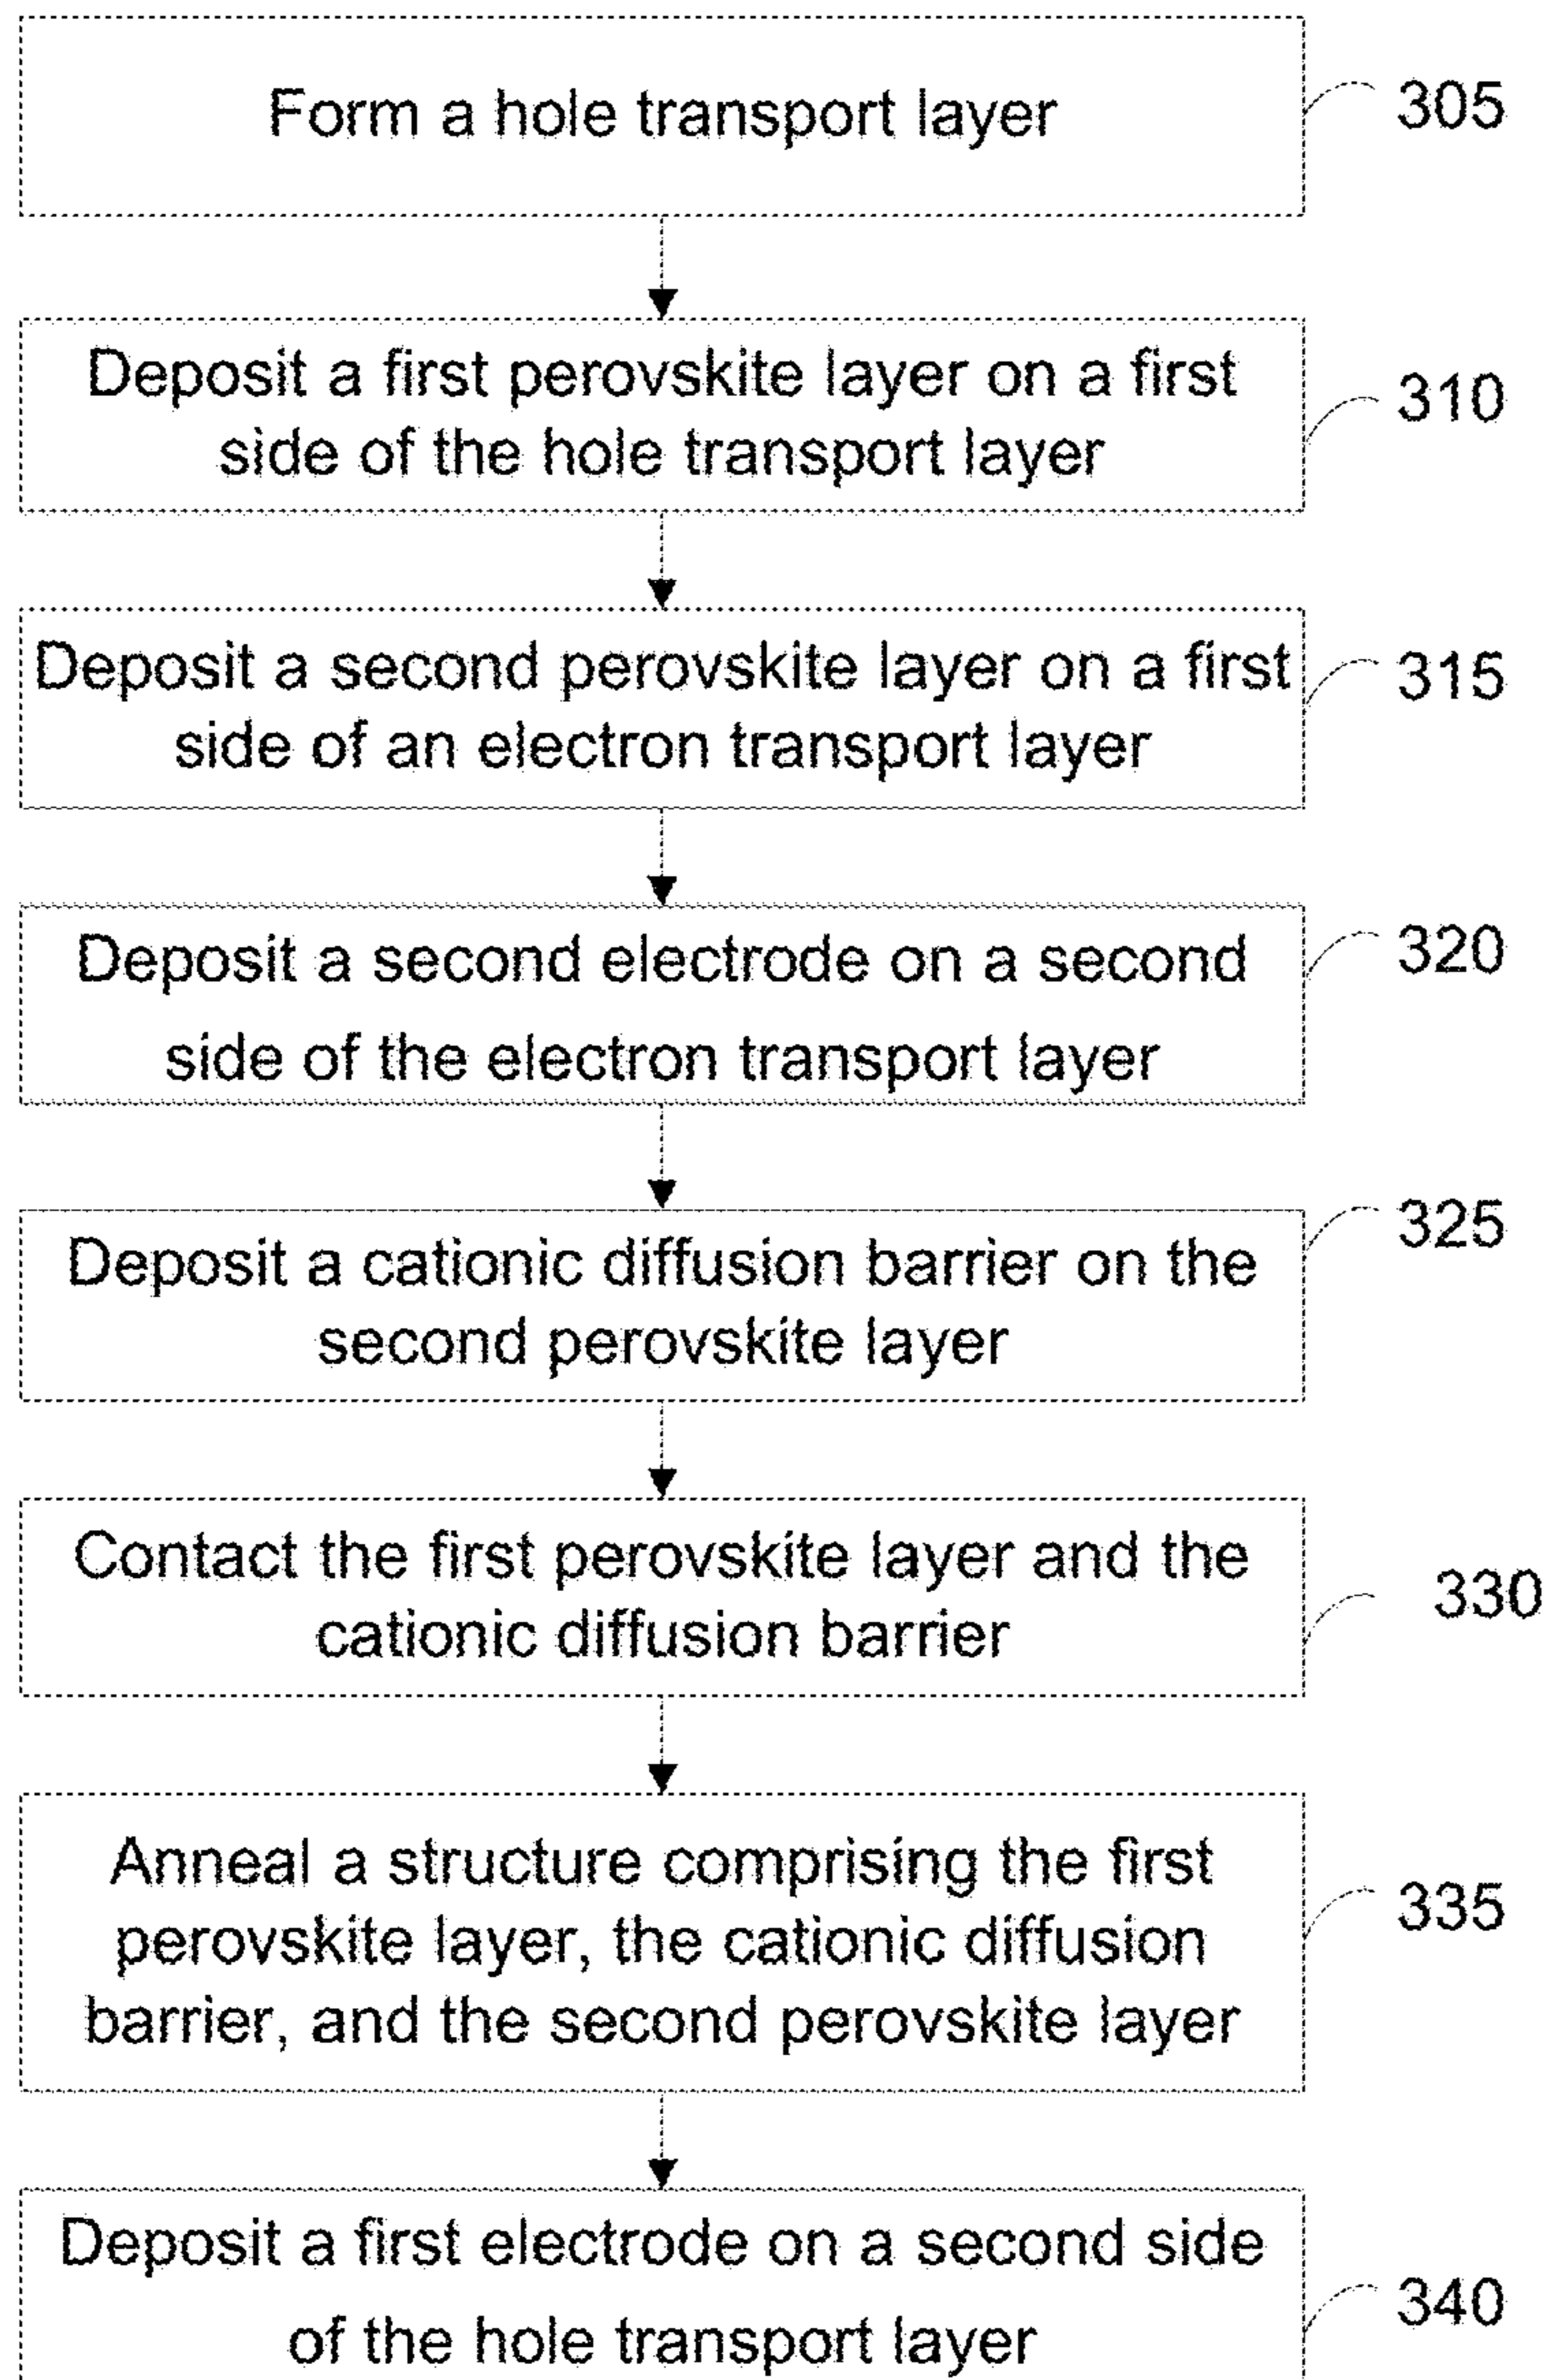 Form a hole transport layer
305
Deposit a first perovskite layer on a first
side of the hole transport layer
310
Deposit a second perovskite layer on a first
side of an electron transport layer
315
Deposit a second electrode on a second
side of the electron transport layer
320
Deposit a cationic diffusion barrier on the
second perovskite layer
325
Contact the first perovskite layer and the
cationic diffusion barrier
330
Anneal a structure comprising the first
perovskite layer, the cationic diffusion
barrier, and the second perovskite layer
335
Deposit a first electrode on a second side
of the hole transport layer
340